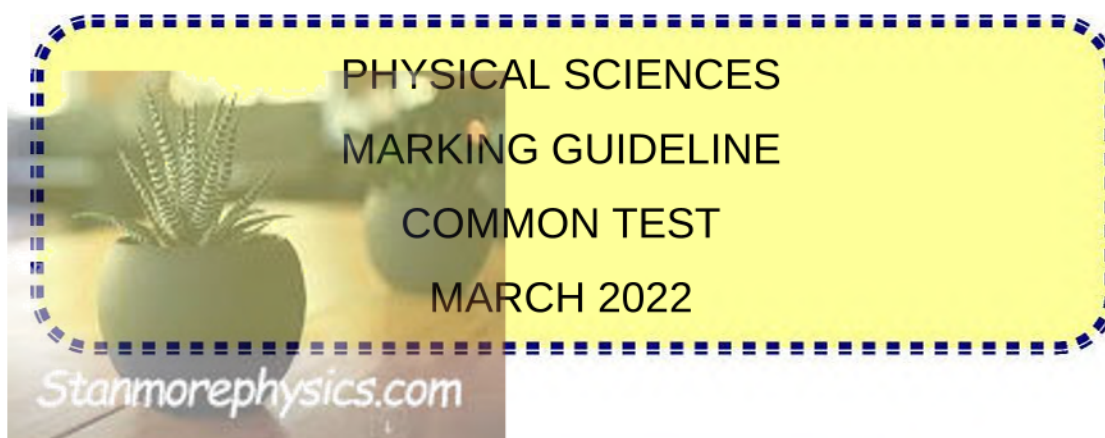 PHYSICAL SCIENCES
MARKING GUIDELINE
COMMON TEST
MARCH 2022
Stanmorephysics.com